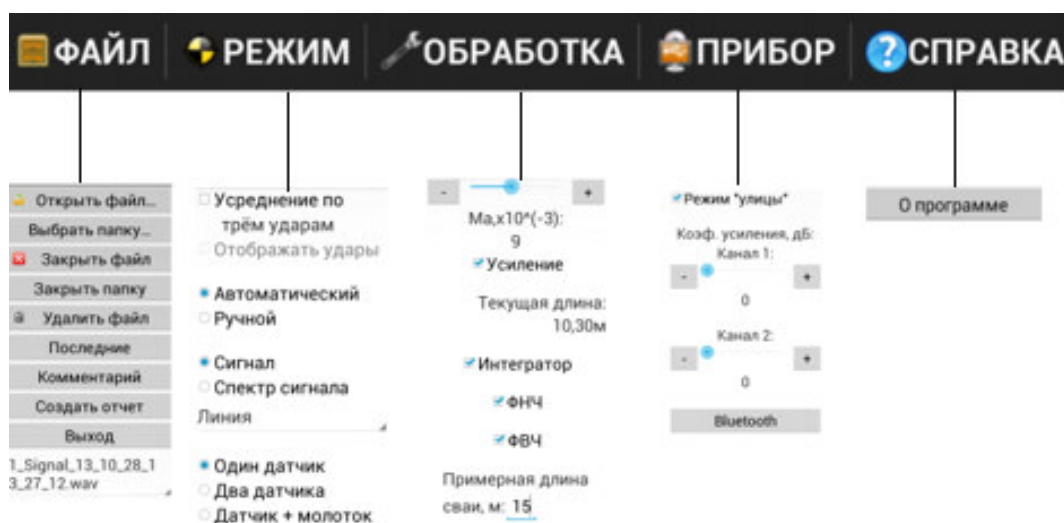 ФАЙЛ
РЕЖИМ
ОБРАБОТКА
ПРИБОР
СПРАВКА
Открыть файл...
Выбрать папку...
Закрыть файл
Закрыть папку
Удалить файл
Последние
Комментарий
Создать отчет
Выход
1_Signal_13_10_28_1
3_27_12.wav
Усреднение по
трём ударам
Отображать удары
Автоматический
Ручной
Сигнал
Спектр сигнала
Линия
Один датчик
Два датчика
Датчик + молоток
- +
Ma,x10^(-3):
9
Усиление
Текущая длина:
10,30м
Интегратор
ФНЧ
ФВЧ
Примерная длина
сваи, м: 15
Режим "улицы"
Коэф. усиления, дБ:
Канал 1:
- +
0
Канал 2:
- +
0
Bluetooth
О программе